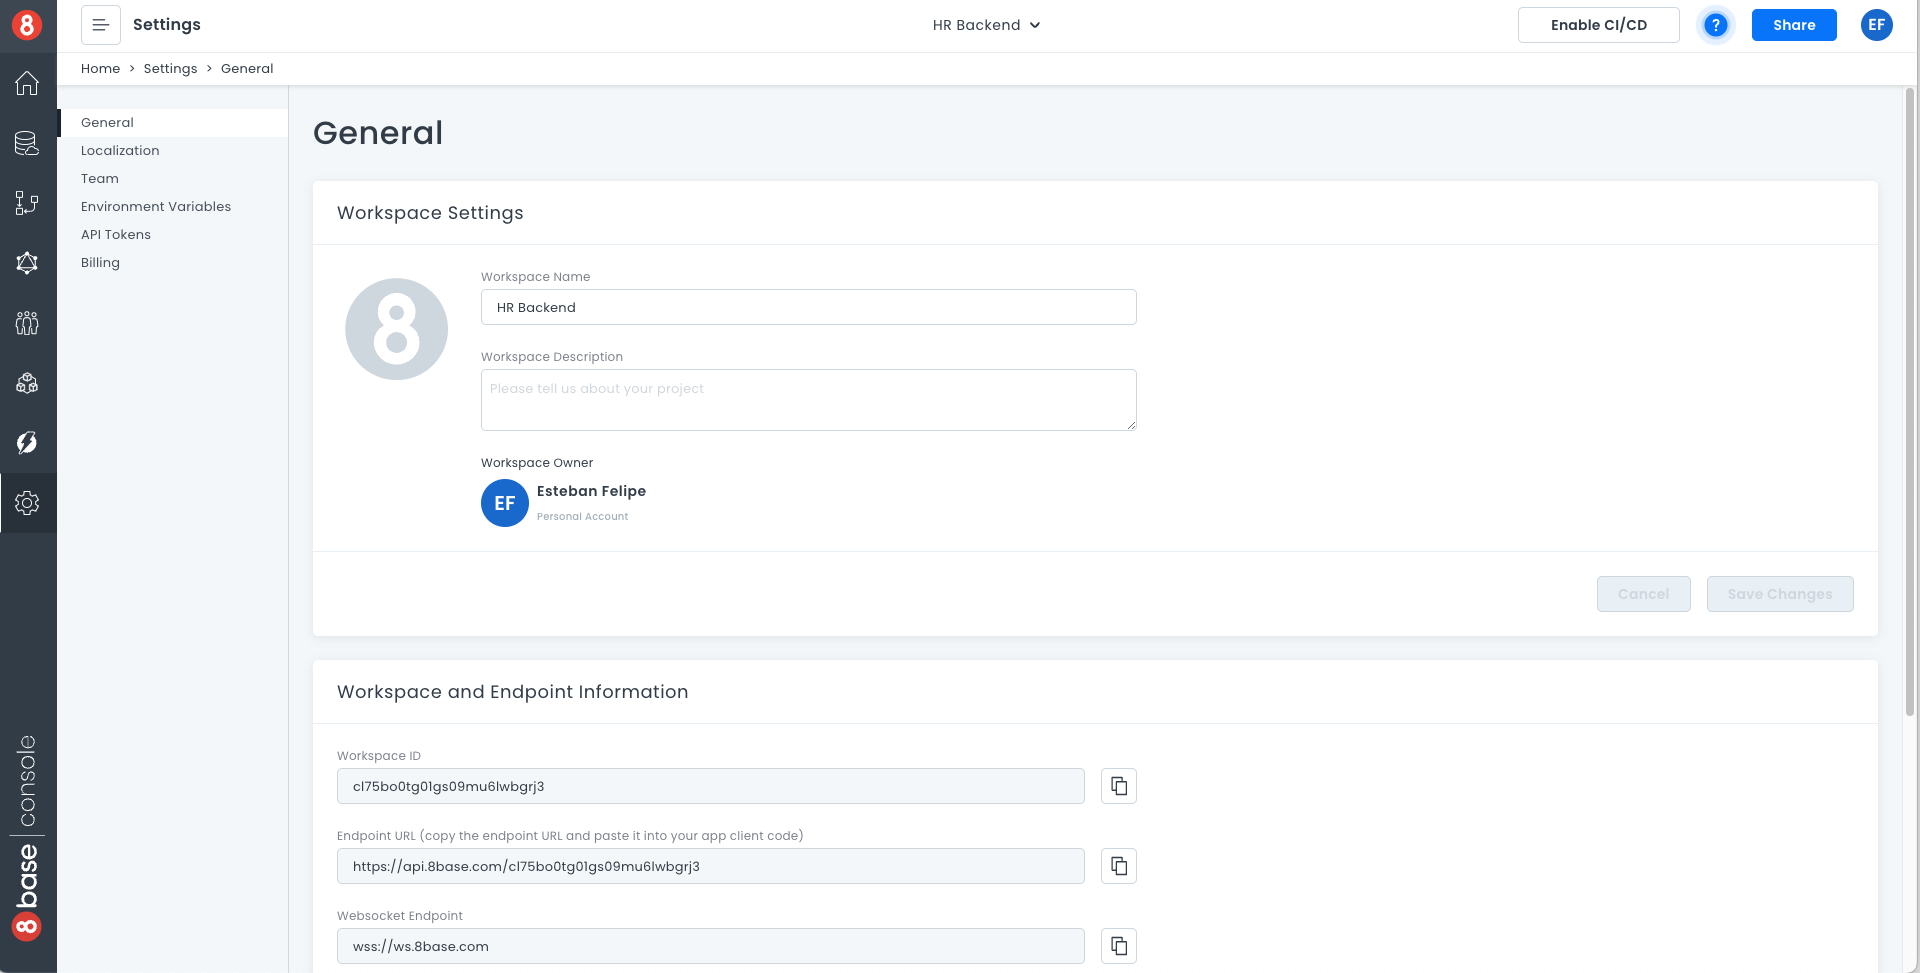 8
Settings
HR Backend
Enable CI/CD
?
Share
EF
Home > Settings > General
General
Localization
Team
Environment Variables
API Tokens
Billing
General
Workspace Settings
8
Workspace Name
HR Backend
Workspace Description
Please tell us about your project
Workspace Owner
EF
Esteban Felipe
Personal Account
Cancel
Save Changes
Workspace and Endpoint Information
Workspace ID
cl75bo0tg01gs09mu6lwbgrj3
Endpoint URL (copy the endpoint URL and paste it into your app client code)
https://api.8base.com/cl75bo0tg01gs09mu6lwbgrj3
Websocket Endpoint
wss://ws.8base.com
8base | console